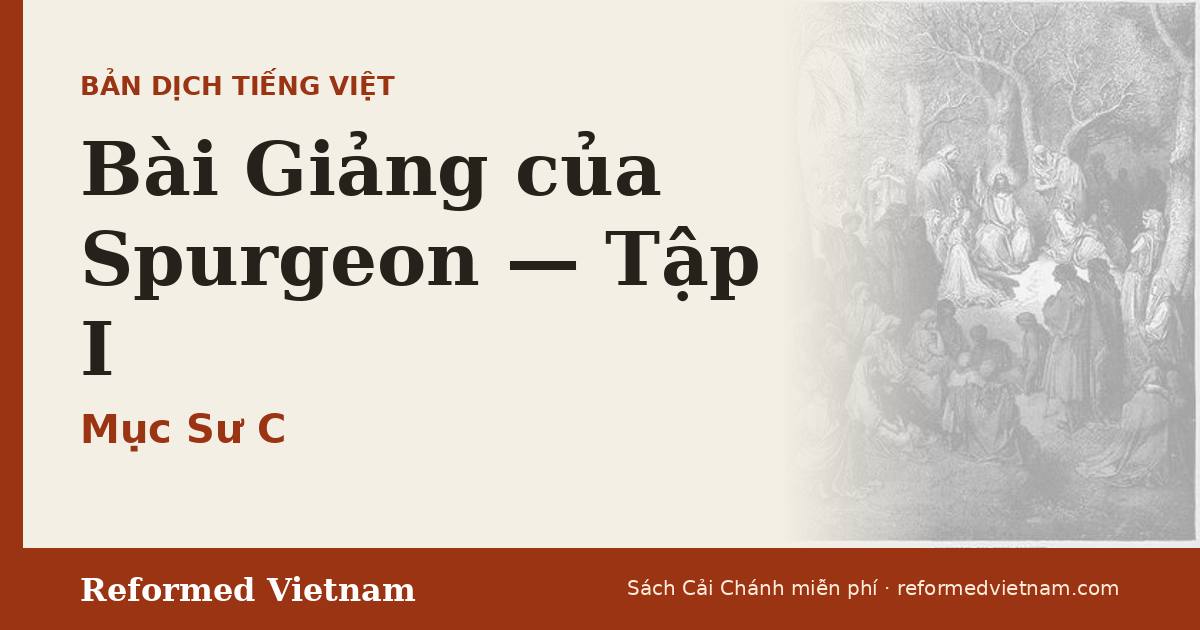 BẢN DỊCH TIẾNG VIỆT
Bài Giảng của
Spurgeon — Tập
I
Mục Sư C
Reformed Vietnam
Sách Cải Chánh miễn phí · reformedvietnam.com